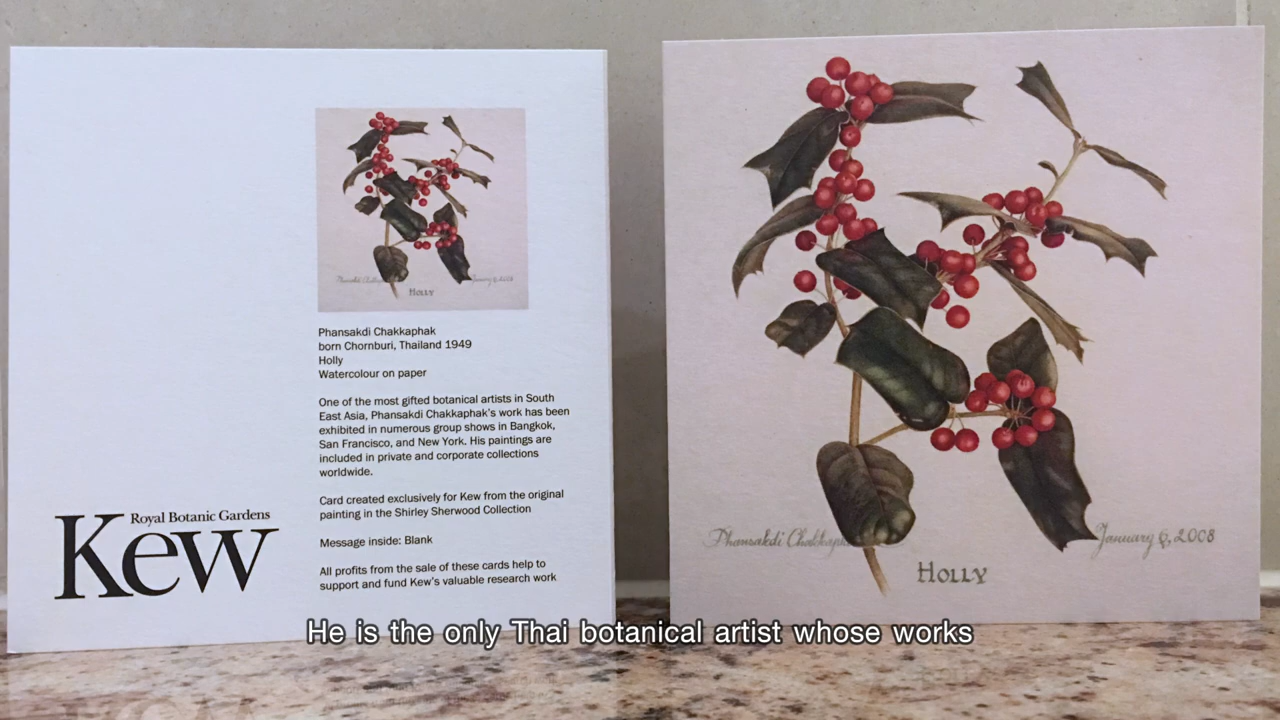 Phansakdi Chakkaphak
born Chornburi, Thailand 1949
Holly
Watercolour on paper
One of the most gifted botanical artists in South
East Asia, Phansakdi Chakkaphak's work has been
exhibited in numerous group shows in Bangkok,
San Francisco, and New York. His paintings are
included in private and corporate collections
worldwide.
Card created exclusively for Kew from the original
painting in the Shirley Sherwood Collection
Message inside: Blank
All profits from the sale of these cards help to
support and fund Kew's valuable research work
Royal Botanic Gardens
Kew
Holly
Phansakdi January 6, 2008
Holly
He is the only Thai botanical artist whose works